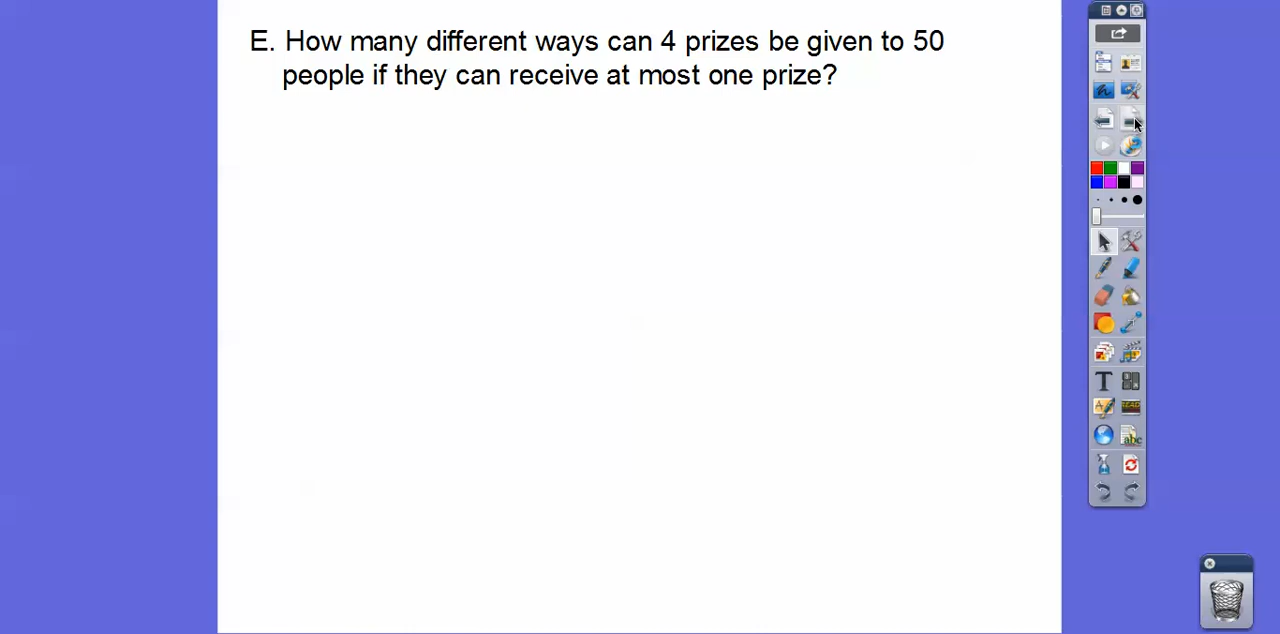 E. How many different ways can 4 prizes be given to 50
people if they can receive at most one prize?